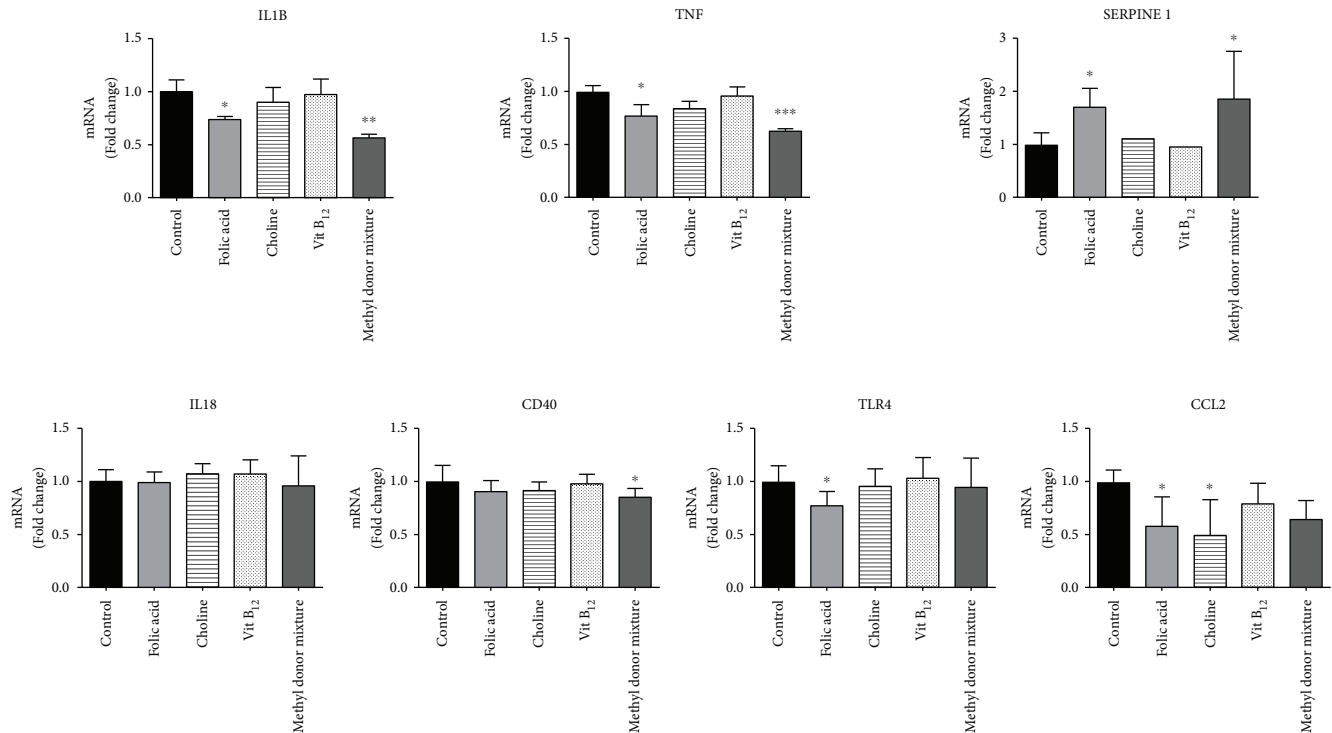 IL1B
mRNA
(Fold change)
1.5
1.0
0.5
0.0
*
**
Control
Folic acid
Choline
Vit B12
Methyl donor mixture
TNF
mRNA
(Fold change)
1.5
1.0
0.5
0.0
*
***
Control
Folic acid
Choline
Vit B12
Methyl donor mixture
SERPINE 1
mRNA
(Fold change)
3
2
1
0
*
*
Control
Folic acid
Choline
Vit B12
Methyl donor mixture
IL18
mRNA
(Fold change)
1.5
1.0
0.5
0.0
Control
Folic acid
Choline
Vit B12
Methyl donor mixture
CD40
mRNA
(Fold change)
1.5
1.0
0.5
0.0
*
Control
Folic acid
Choline
Vit B12
Methyl donor mixture
TLR4
mRNA
(Fold change)
1.5
1.0
0.5
0.0
*
Control
Folic acid
Choline
Vit B12
Methyl donor mixture
CCL2
mRNA
(Fold change)
1.5
1.0
0.5
0.0
*
*
Control
Folic acid
Choline
Vit B12
Methyl donor mixture